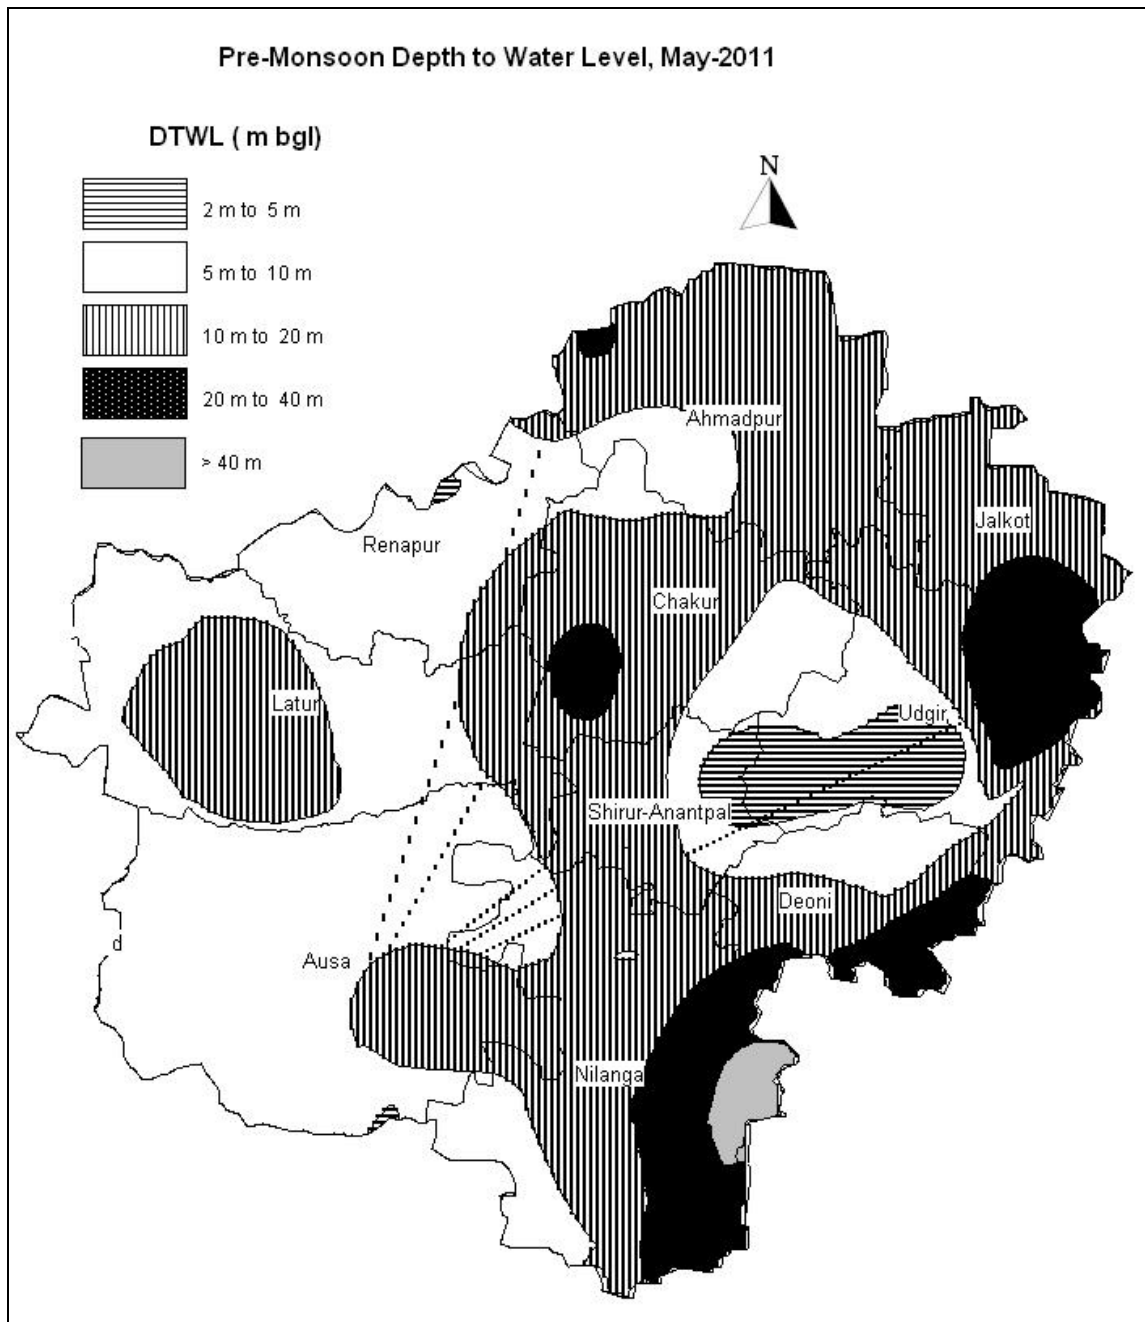 Pre-Monsoon Depth to Water Level, May-2011
DTWL ( m bgl)
N
2 m to 5 m
5 m to 10 m
10 m to 20 m
20 m to 40 m
> 40 m
Ahmadpur
Jalkot
Renapur
Chakur
Latur
Udgir
Shirur-Anantpal
Deoni
d
Ausa
Nilanga